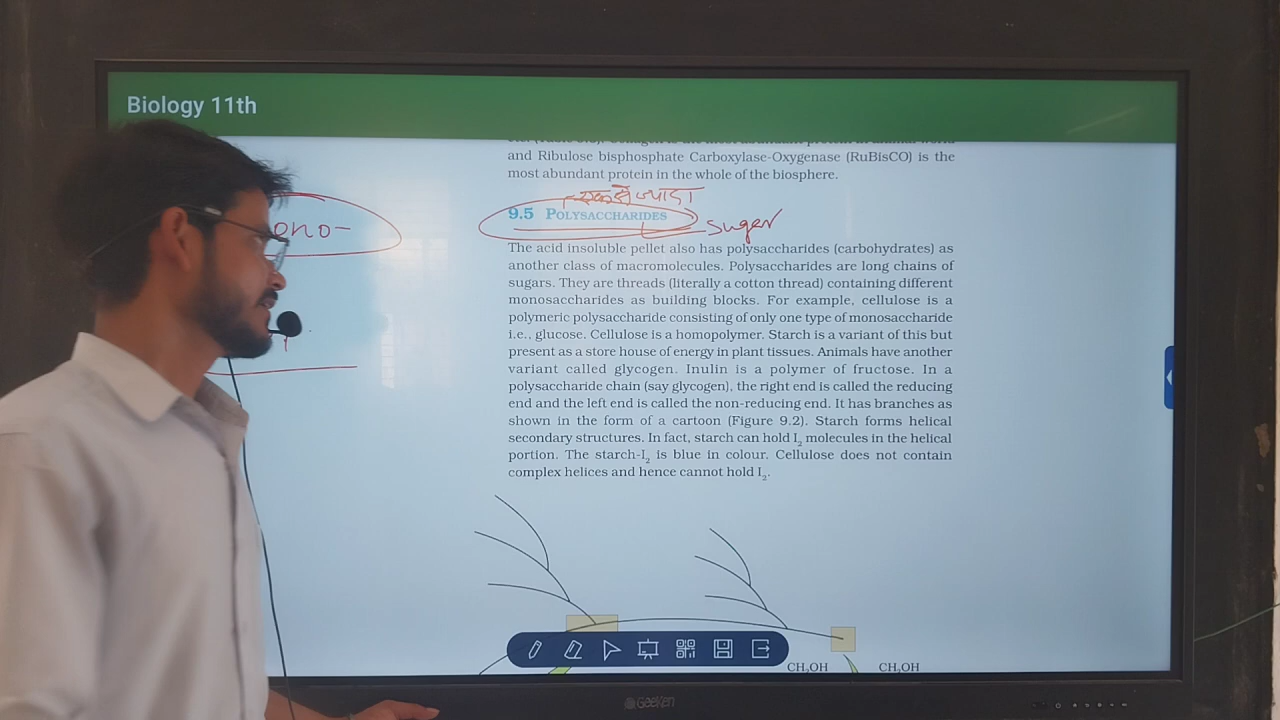 Biology 11th
and Ribulose bisphosphate Carboxylase-Oxygenase (RuBisCO) is the
most abundant protein in the whole of the biosphere.
ज्यादा
9.5 POLYSACCHARIDES
suger
ono-
The acid insoluble pellet also has polysaccharides (carbohydrates) as
another class of macromolecules. Polysaccharides are long chains of
sugars. They are threads (literally a cotton thread) containing different
monosaccharides as building blocks. For example, cellulose is a
polymeric polysaccharide consisting of only one type of monosaccharide
i.e., glucose. Cellulose is a homopolymer. Starch is a variant of this but
present as a store house of energy in plant tissues. Animals have another
variant called glycogen. Inulin is a polymer of fructose. In a
polysaccharide chain (say glycogen), the right end is called the reducing
end and the left end is called the non-reducing end. It has branches as
shown in the form of a cartoon (Figure 9.2). Starch forms helical
secondary structures. In fact, starch can hold I₂ molecules in the helical
portion. The starch-I₂ is blue in colour. Cellulose does not contain
complex helices and hence cannot hold I₂.
CH₂OH CH₂OH
Geeken